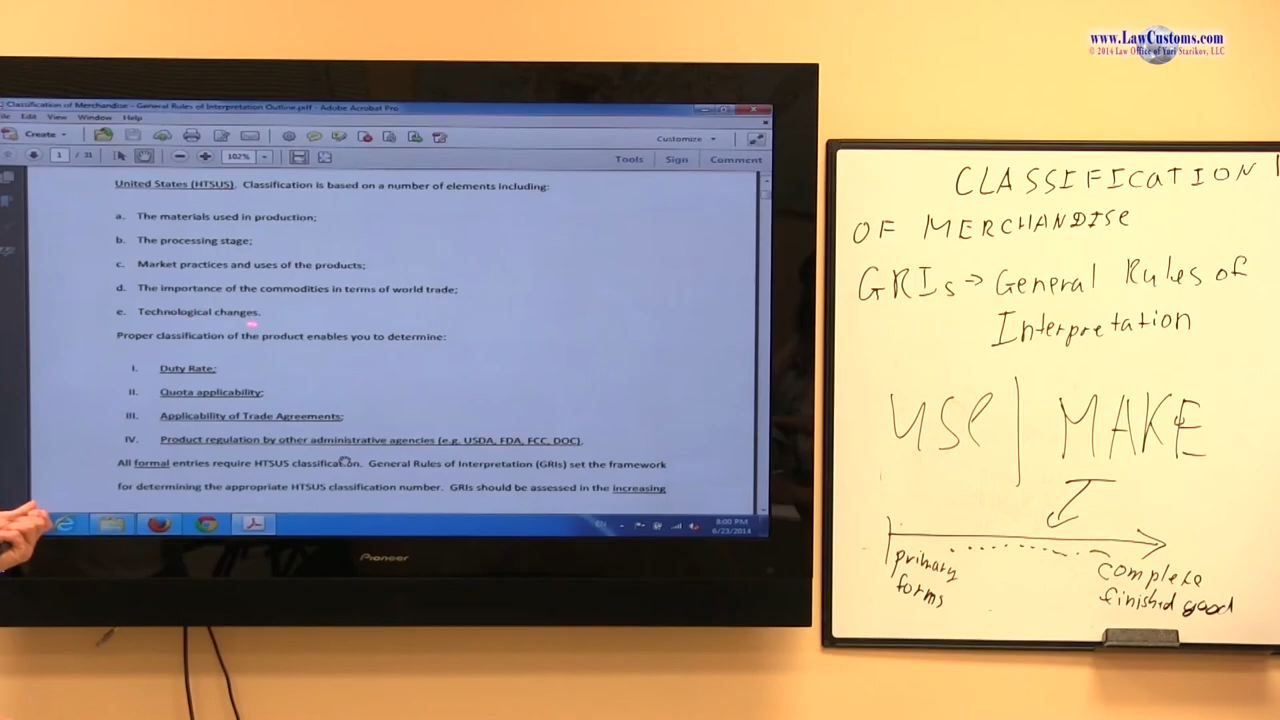 www.LawCustoms.com
© 2014 Law Office of Yuri Starikov, LLC
Classification of Merchandise - General Rules of Interpretation Outline.pdf - Adobe Acrobat Pro
File Edit View Window Help
Create
Customize
1 / 31
102%
Tools Sign Comment
United States (HTSUS). Classification is based on a number of elements including:
a. The materials used in production;
b. The processing stage;
c. Market practices and uses of the products;
d. The importance of the commodities in terms of world trade;
e. Technological changes.
Proper classification of the product enables you to determine:
I. Duty Rate;
II. Quota applicability;
III. Applicability of Trade Agreements;
IV. Product regulation by other administrative agencies (e.g. USDA, FDA, FCC, DOC).
All formal entries require HTSUS classification. General Rules of Interpretation (GRIs) set the framework
for determining the appropriate HTSUS classification number. GRIs should be assessed in the increasing
EN
8:00 PM
6/23/2014
Pioneer
CLASSIFICATION
OF MERCHANDISE
GRIs → General Rules of
Interpretation
USE | MAKE
primary
forms
complete
finished good